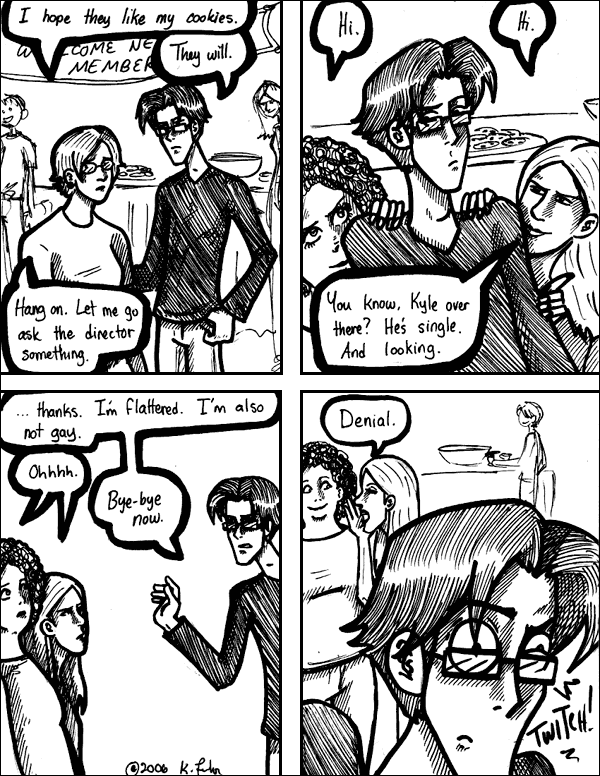 I hope they like my cookies.
They will.
COME NE
MEMBER
Hang on. Let me go
ask the director
something.
Hi.
Hi.
You know, Kyle over
there? He's single.
And looking.
... thanks. I'm flattered. I'm also
not gay.
Ohhhh.
Bye-bye
now.
©2006
Denial.
TWITCH!